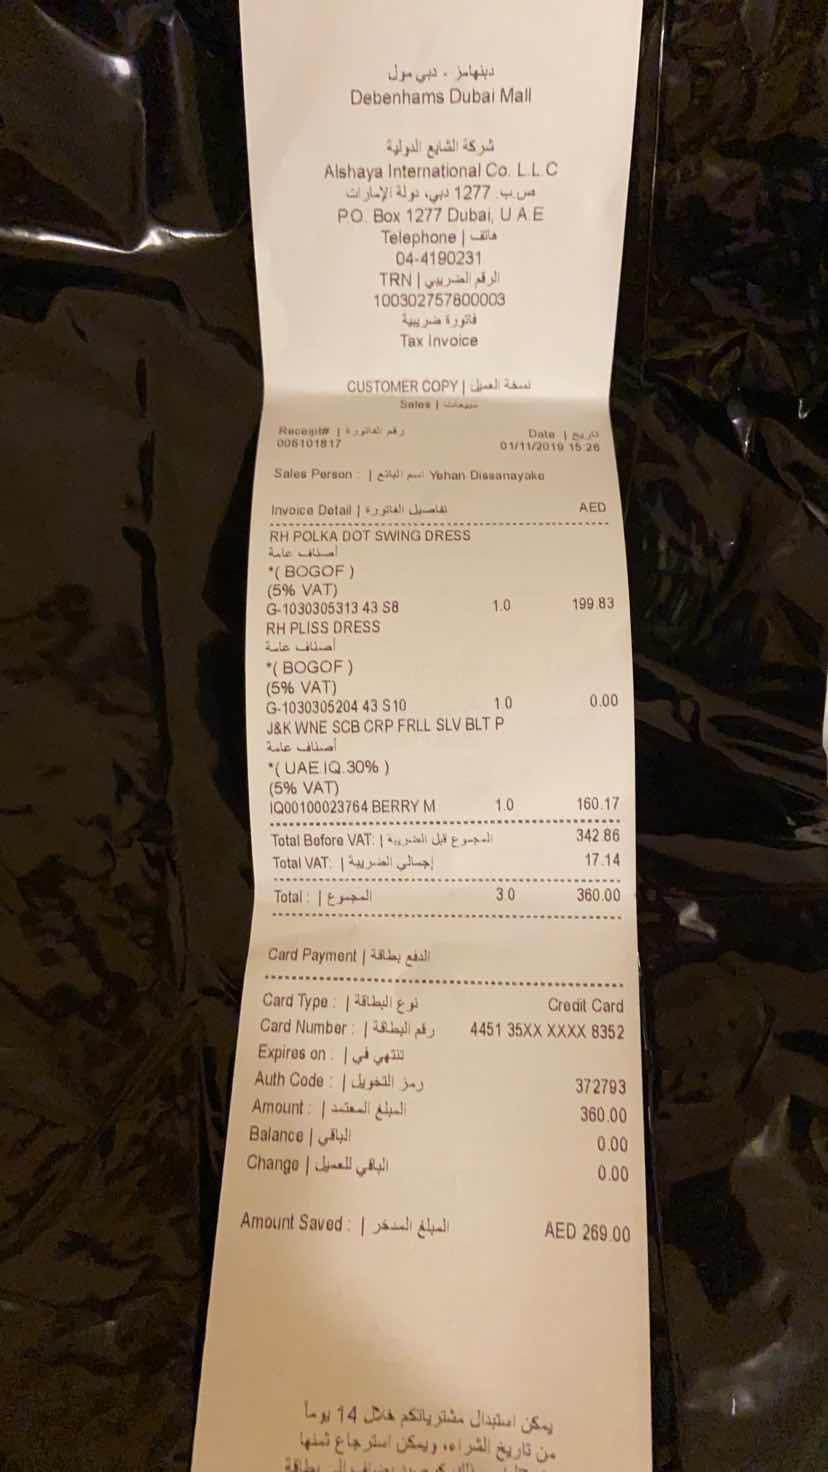 دبنهامز - دبي مول
Debenhams Dubai Mall
شركة الشايع الدولية
Alshaya International Co. L.L.C
ص.ب. 1277 دبي، دولة الإمارات
P.O. Box 1277 Dubai, U.A.E
Telephone | هاتف
04-4190231
TRN | الرقم الضريبي
100302757800003
فاتورة ضريبية
Tax Invoice
CUSTOMER COPY | نسخة العميل
Sales | مبيعات
Receipt# | رقم الفاتورة Date | تاريخ
006101817 01/11/2019 15:26
Sales Person : | اسم البائع Yohan Dissanayake
Invoice Detail | تفاصيل الفاتورة AED
RH POLKA DOT SWING DRESS
أصناف عامة
*( BOGOF )
(5% VAT)
G-1030305313 43 S8 1.0 199.83
RH PLISS DRESS
أصناف عامة
*( BOGOF )
(5% VAT)
G-1030305204 43 S10 1.0 0.00
J&K WNE SCB CRP FRLL SLV BLT P
أصناف عامة
*( UAE.IQ.30% )
(5% VAT)
IQ00100023764 BERRY M 1.0 160.17
Total Before VAT: | المجموع قبل الضريبة 342.86
Total VAT: | إجمالي الضريبة 17.14
Total : | المجموع 3.0 360.00
Card Payment | الدفع بطاقة
Card Type : | نوع البطاقة Credit Card
Card Number : | رقم البطاقة 4451 35XX XXXX 8352
Expires on : | تنتهي في
Auth Code : | رمز التخويل 372793
Amount : | المبلغ المعتمد 360.00
Balance | الباقي 0.00
Change | الباقي للعميل 0.00
Amount Saved : | المبلغ المدخر AED 269.00
يمكن استبدال مشترياتكم خلال 14 يوما
من تاريخ الشراء، ويمكن استرجاع ثمنها